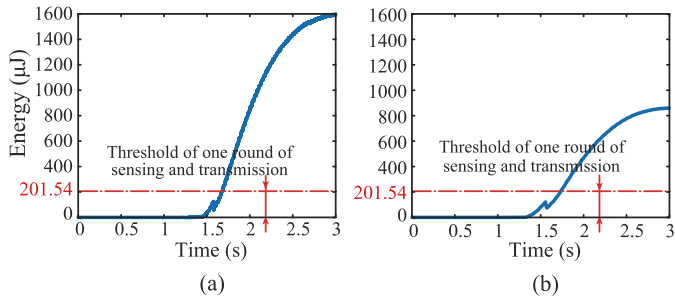 1600
1400
1200
1000
800
600
400
201.54
0
Energy (μJ)
Threshold of one round of
sensing and transmission
0 0.5 1 1.5 2 2.5 3
Time (s)
(a)
1600
1400
1200
1000
800
600
400
201.54
0
Threshold of one round of
sensing and transmission
0 0.5 1 1.5 2 2.5 3
Time (s)
(b)